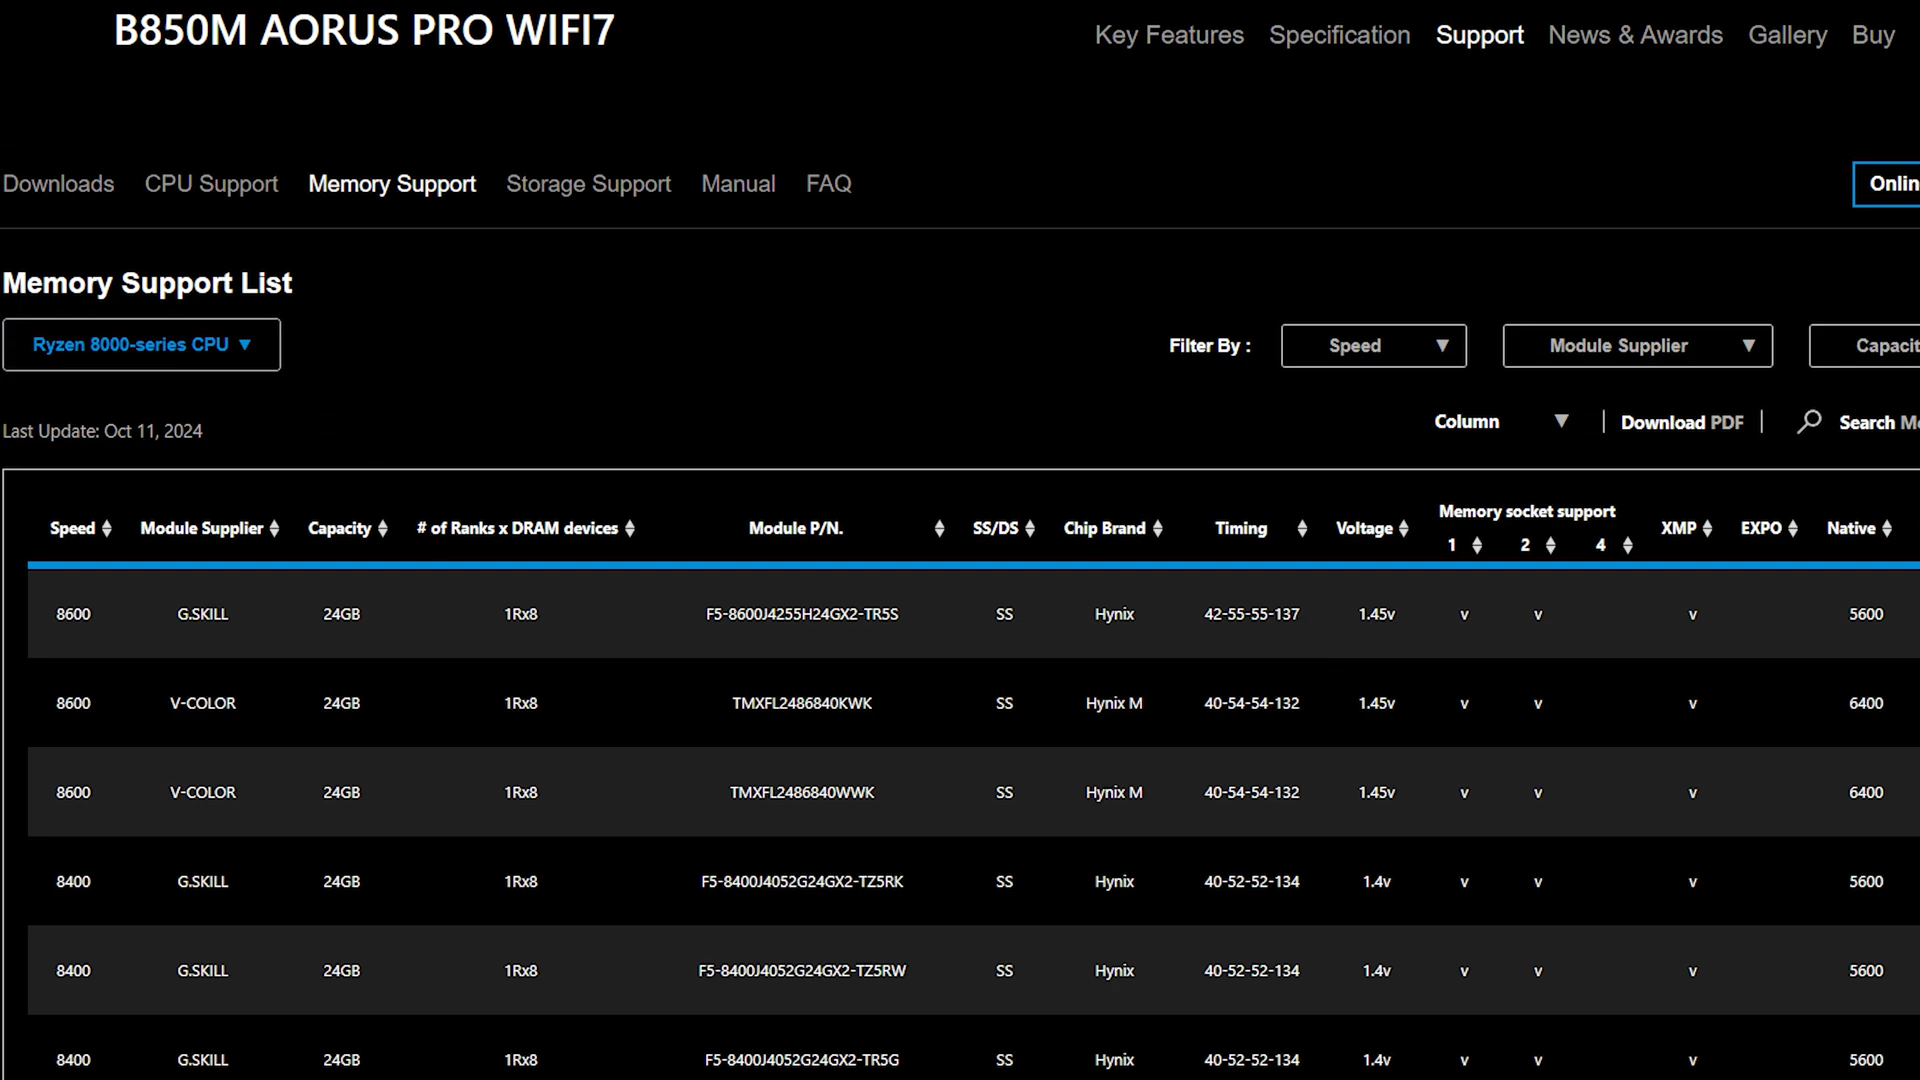 B850M AORUS PRO WIFI7
Key Features Specification Support News & Awards Gallery Buy
Downloads CPU Support Memory Support Storage Support Manual FAQ
Onlin
Memory Support List
Ryzen 8000-series CPU ▼
Filter By : Speed ▼ Module Supplier ▼ Capacit
Last Update: Oct 11, 2024
Column ▼ | Download PDF | Search Mo
Speed Module Supplier Capacity # of Ranks x DRAM devices Module P/N. SS/DS Chip Brand Timing Voltage Memory socket support 1 2 4 XMP EXPO Native
8600 G.SKILL 24GB 1Rx8 F5-8600J4255H24GX2-TR5S SS Hynix 42-55-55-137 1.45v v v v 5600
8600 V-COLOR 24GB 1Rx8 TMXFL2486840KWK SS Hynix M 40-54-54-132 1.45v v v v 6400
8600 V-COLOR 24GB 1Rx8 TMXFL2486840WWK SS Hynix M 40-54-54-132 1.45v v v v 6400
8400 G.SKILL 24GB 1Rx8 F5-8400J4052G24GX2-TZ5RK SS Hynix 40-52-52-134 1.4v v v v 5600
8400 G.SKILL 24GB 1Rx8 F5-8400J4052G24GX2-TZ5RW SS Hynix 40-52-52-134 1.4v v v v 5600
8400 G.SKILL 24GB 1Rx8 F5-8400J4052G24GX2-TR5G SS Hynix 40-52-52-134 1.4v v v v 5600